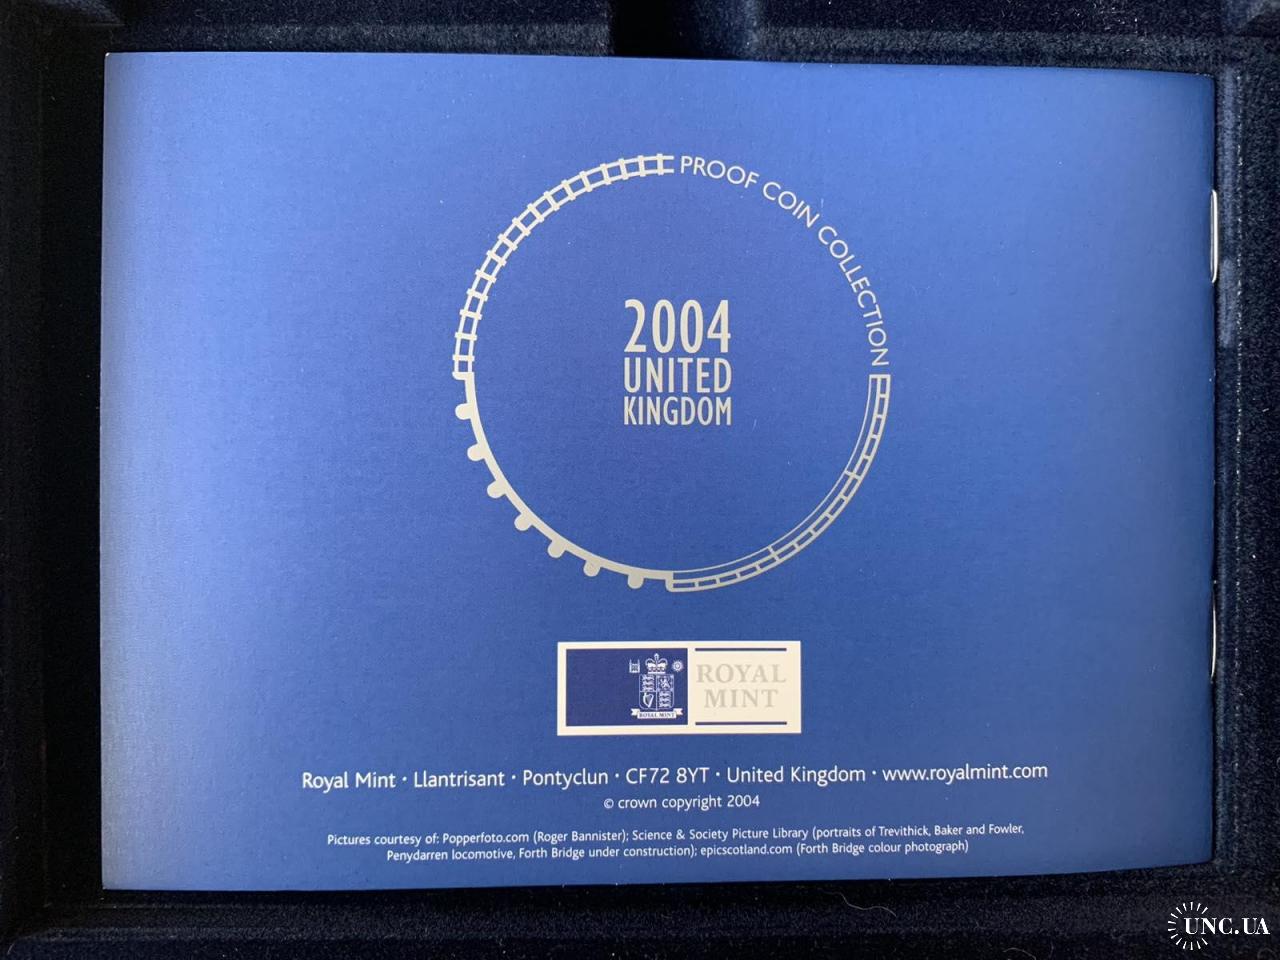 PROOF COIN COLLECTION
2004
UNITED
KINGDOM
ROYAL MINT
ROYAL
MINT
Royal Mint · Llantrisant · Pontyclun · CF72 8YT · United Kingdom · www.royalmint.com
© crown copyright 2004
Pictures courtesy of: Popperfoto.com (Roger Bannister); Science & Society Picture Library (portraits of Trevithick, Baker and Fowler,
Penydarren locomotive, Forth Bridge under construction); epicscotland.com (Forth Bridge colour photograph)
UNC.UA